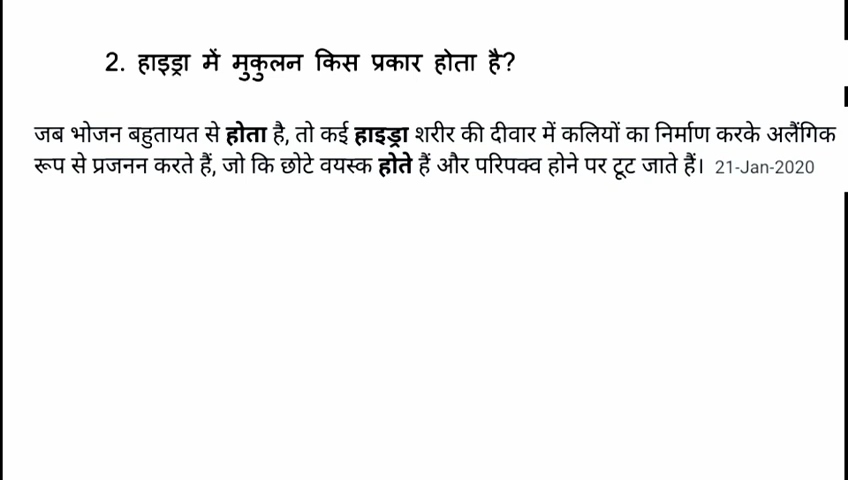 2. हाइड्रा में मुकुलन किस प्रकार होता है?
जब भोजन बहुतायत से होता है, तो कई हाइड्रा शरीर की दीवार में कलियों का निर्माण करके अलैंगिक
रूप से प्रजनन करते हैं, जो कि छोटे वयस्क होते हैं और परिपक्व होने पर टूट जाते हैं। 21-Jan-2020